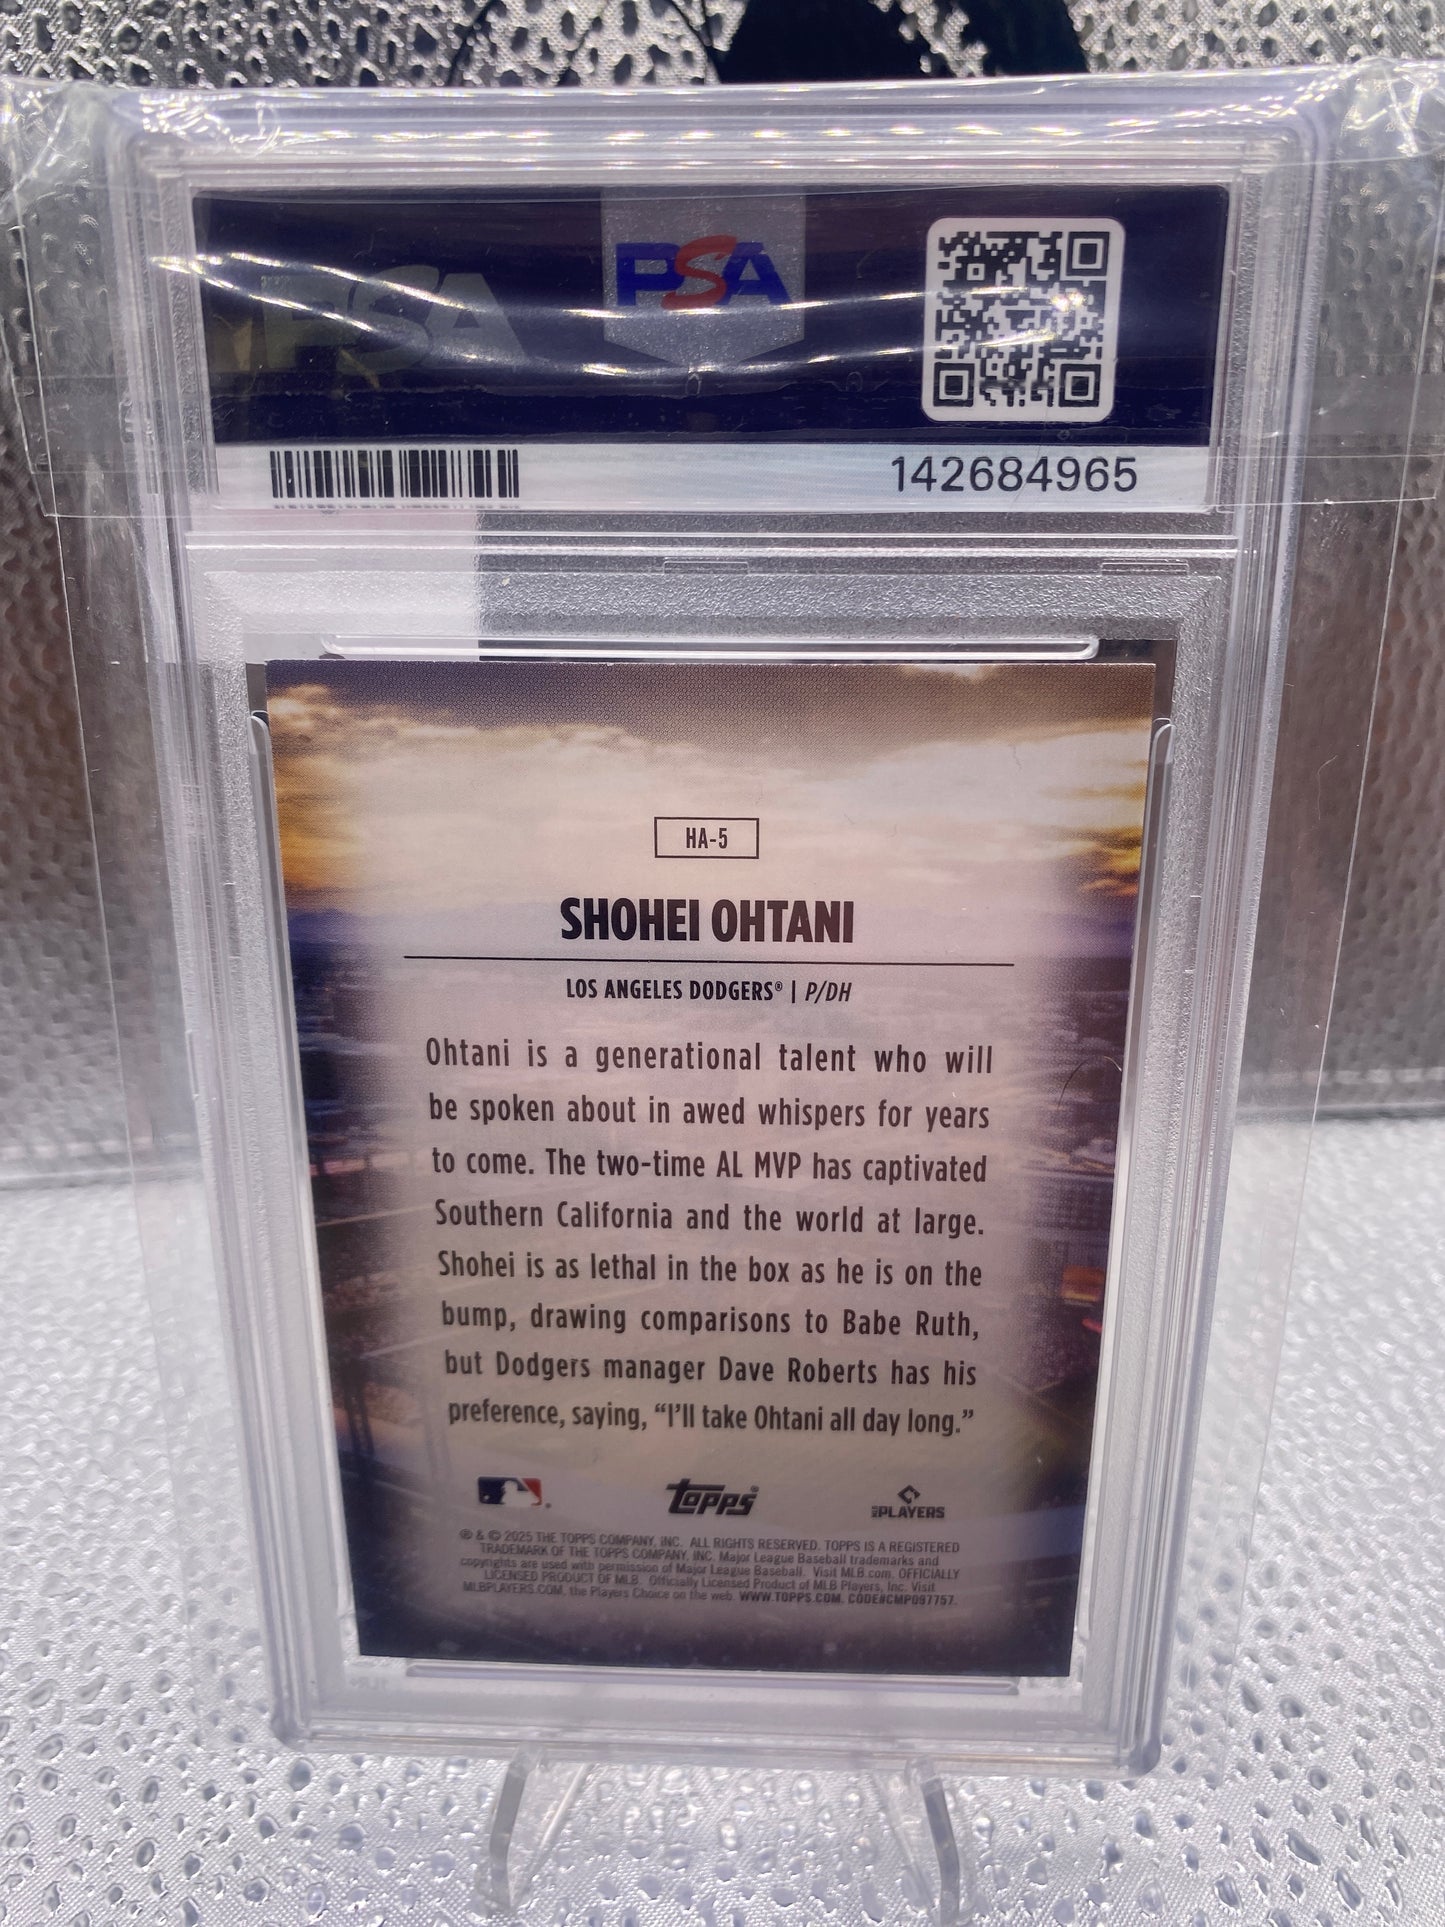 PSA
PSA
142684965
HA-5
SHOHEI OHTANI
LOS ANGELES DODGERS® | P/DH
Ohtani is a generational talent who will
be spoken about in awed whispers for years
to come. The two-time AL MVP has captivated
Southern California and the world at large.
Shohei is as lethal in the box as he is on the
bump, drawing comparisons to Babe Ruth,
but Dodgers manager Dave Roberts has his
preference, saying, “I’ll take Ohtani all day long.”
topps®
MLB PLAYERS
® & © 2025 THE TOPPS COMPANY, INC. ALL RIGHTS RESERVED. TOPPS IS A REGISTERED
TRADEMARK OF THE TOPPS COMPANY, INC. Major League Baseball trademarks and
copyrights are used with permission of Major League Baseball. Visit MLB.com. OFFICIALLY
LICENSED PRODUCT OF MLB. Officially Licensed Product of MLB Players, Inc. Visit
MLBPLAYERS.COM, the Players Choice on the web. WWW.TOPPS.COM. CODE#CMP097757.